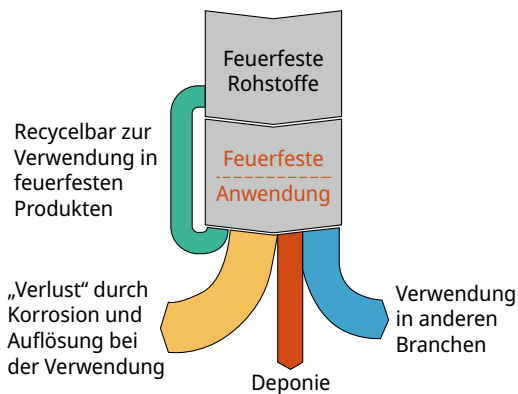 Feuerfeste
Rohstoffe
Feuerfeste
Anwendung
Recycelbar zur
Verwendung in
feuerfesten
Produkten
„Verlust“ durch
Korrosion und
Auflösung bei
der Verwendung
Deponie
Verwendung
in anderen
Branchen